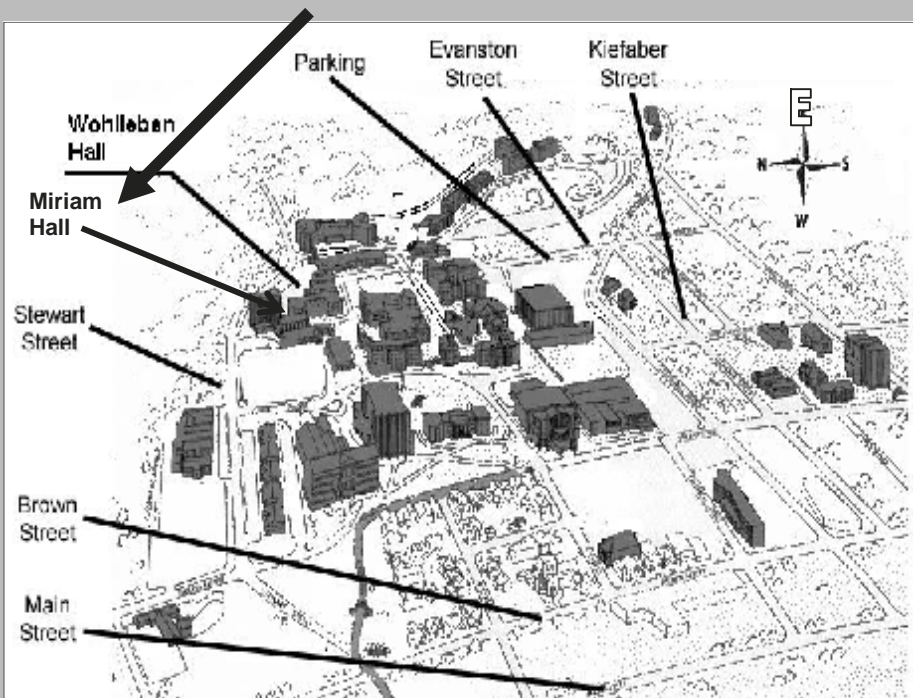 Parking
Evanston
Street
Kiefaber
Street
E
N
S
W
Wohlleben
Hall
Miriam
Hall
Stewart
Street
Brown
Street
Main
Street